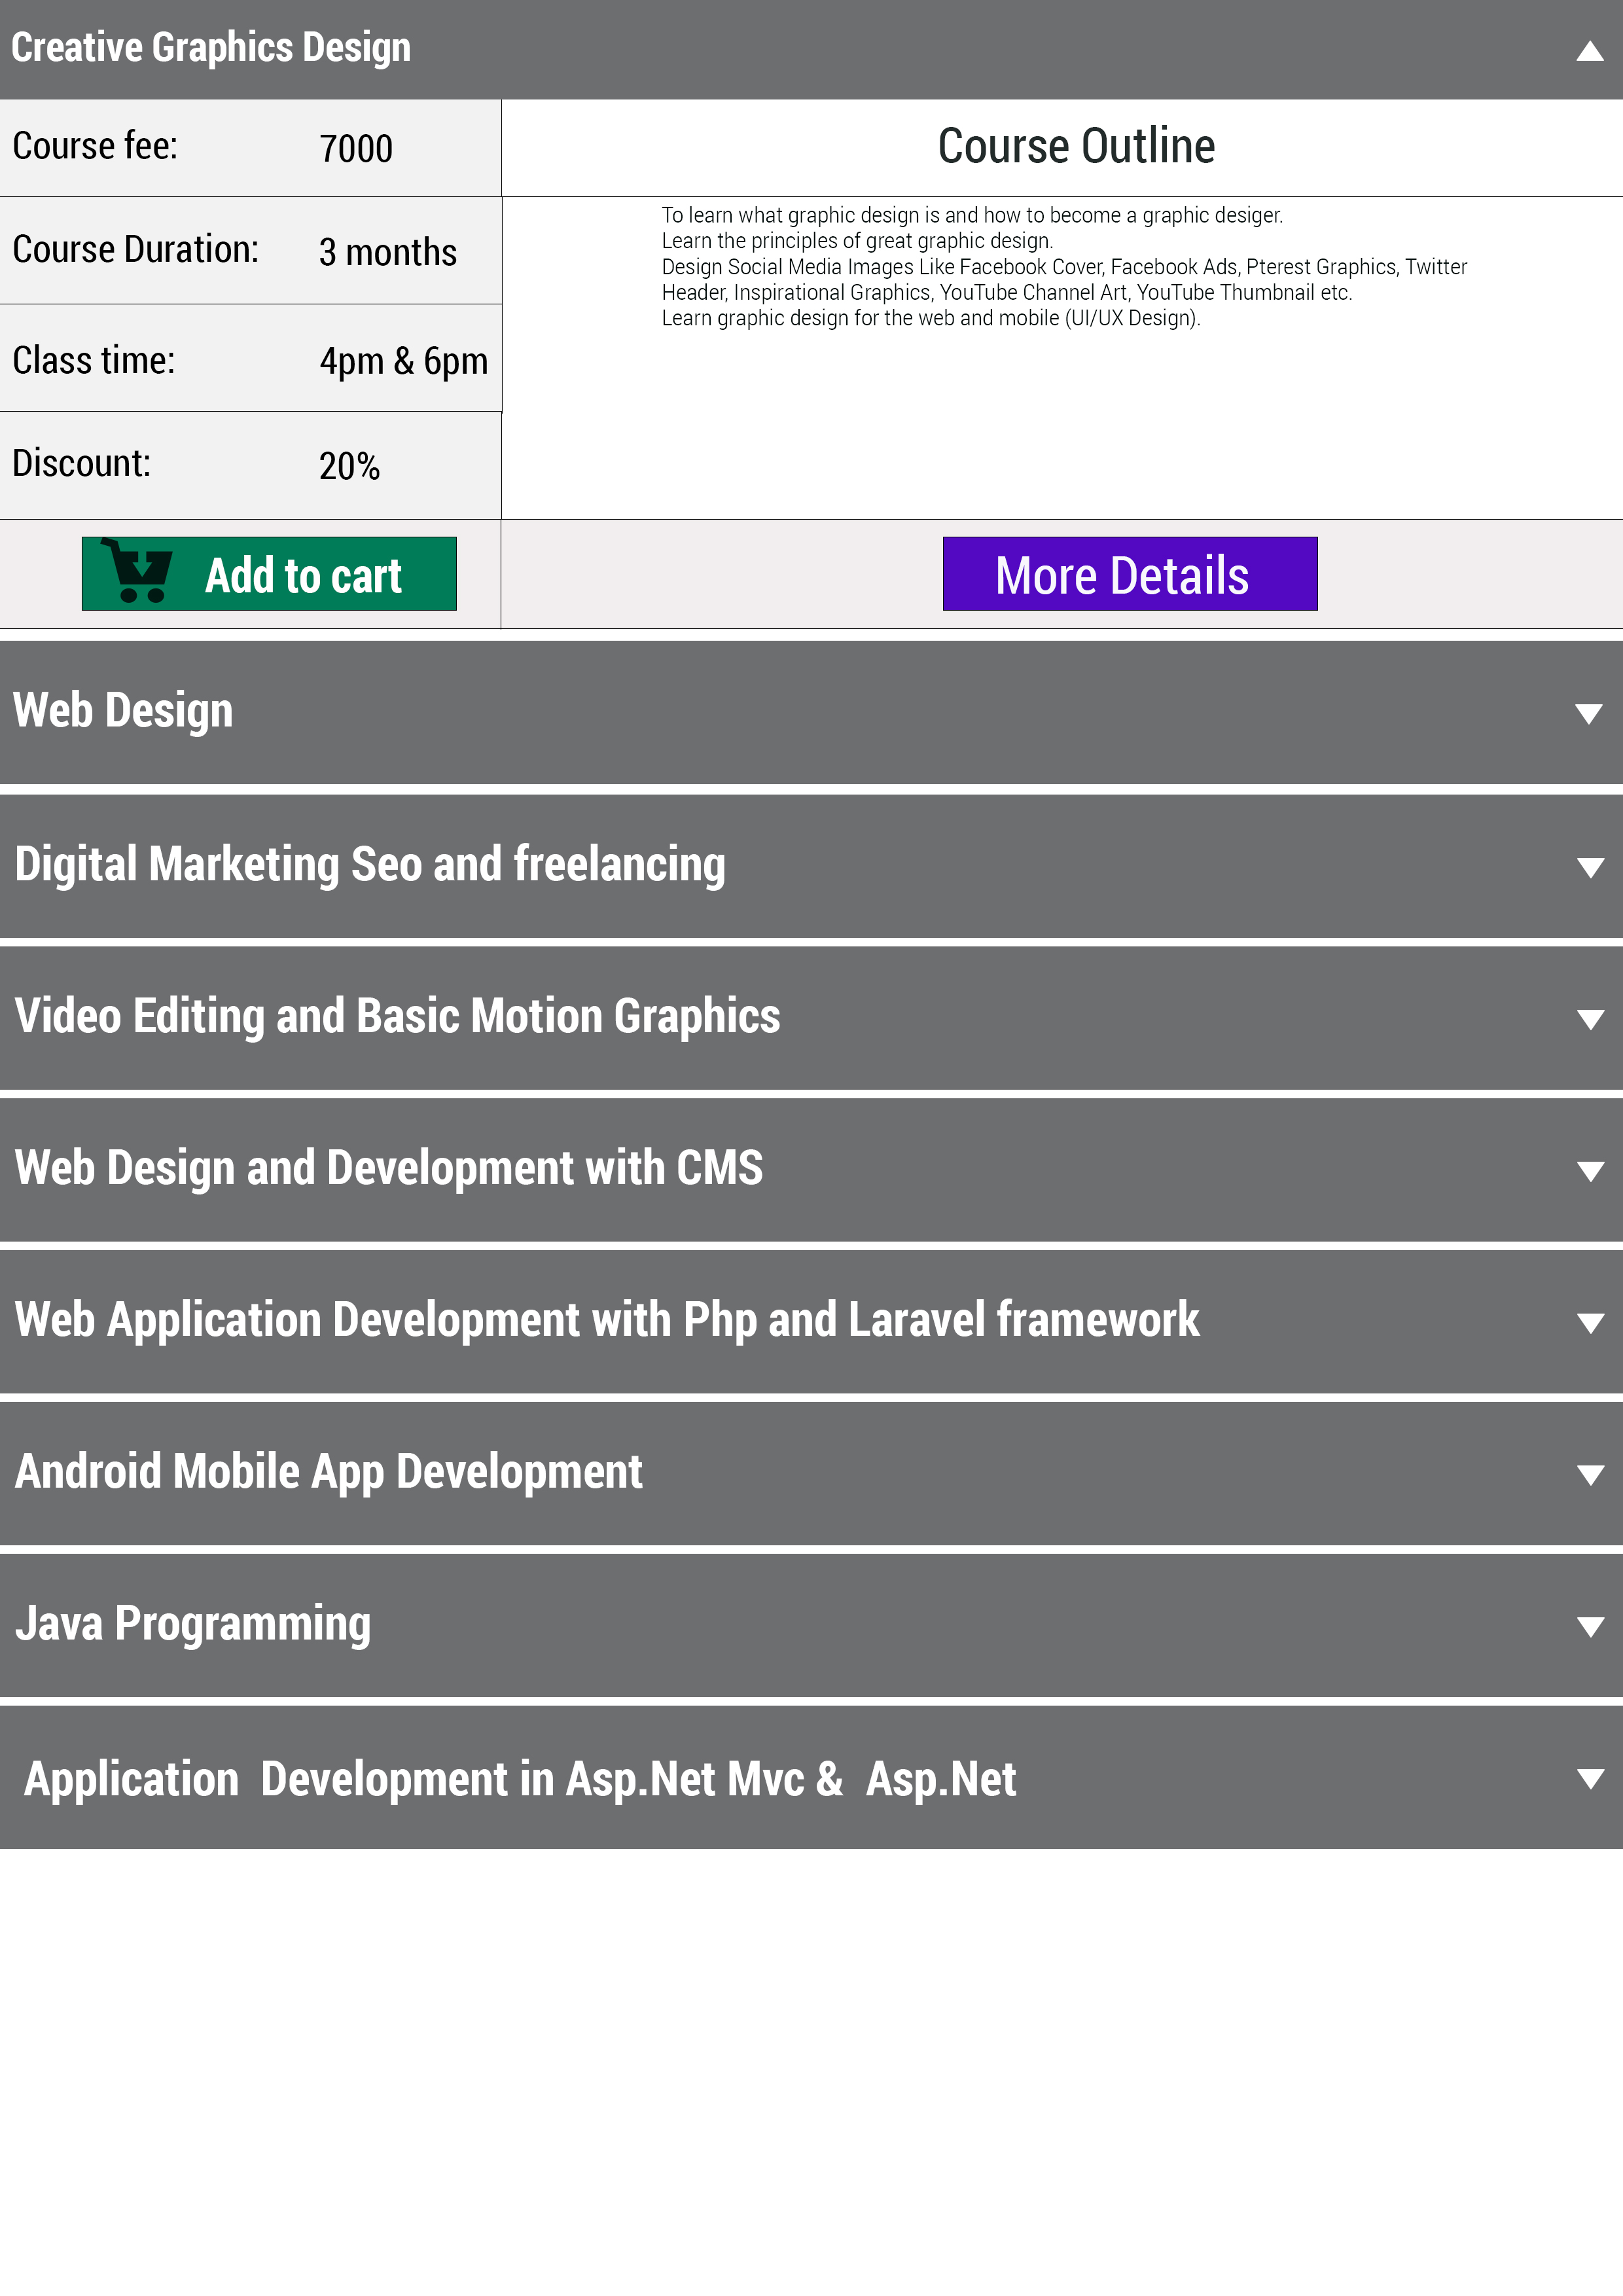 Creative Graphics Design
Course fee: 7000
Course Outline
Course Duration: 3 months
Class time: 4pm & 6pm
Discount: 20%
To learn what graphic design is and how to become a graphic desiger.
Learn the principles of great graphic design.
Design Social Media Images Like Facebook Cover, Facebook Ads, Pterest Graphics, Twitter
Header, Inspirational Graphics, YouTube Channel Art, YouTube Thumbnail etc.
Learn graphic design for the web and mobile (UI/UX Design).
Add to cart
More Details
Web Design
Digital Marketing Seo and freelancing
Video Editing and Basic Motion Graphics
Web Design and Development with CMS
Web Application Development with Php and Laravel framework
Android Mobile App Development
Java Programming
Application Development in Asp.Net Mvc & Asp.Net